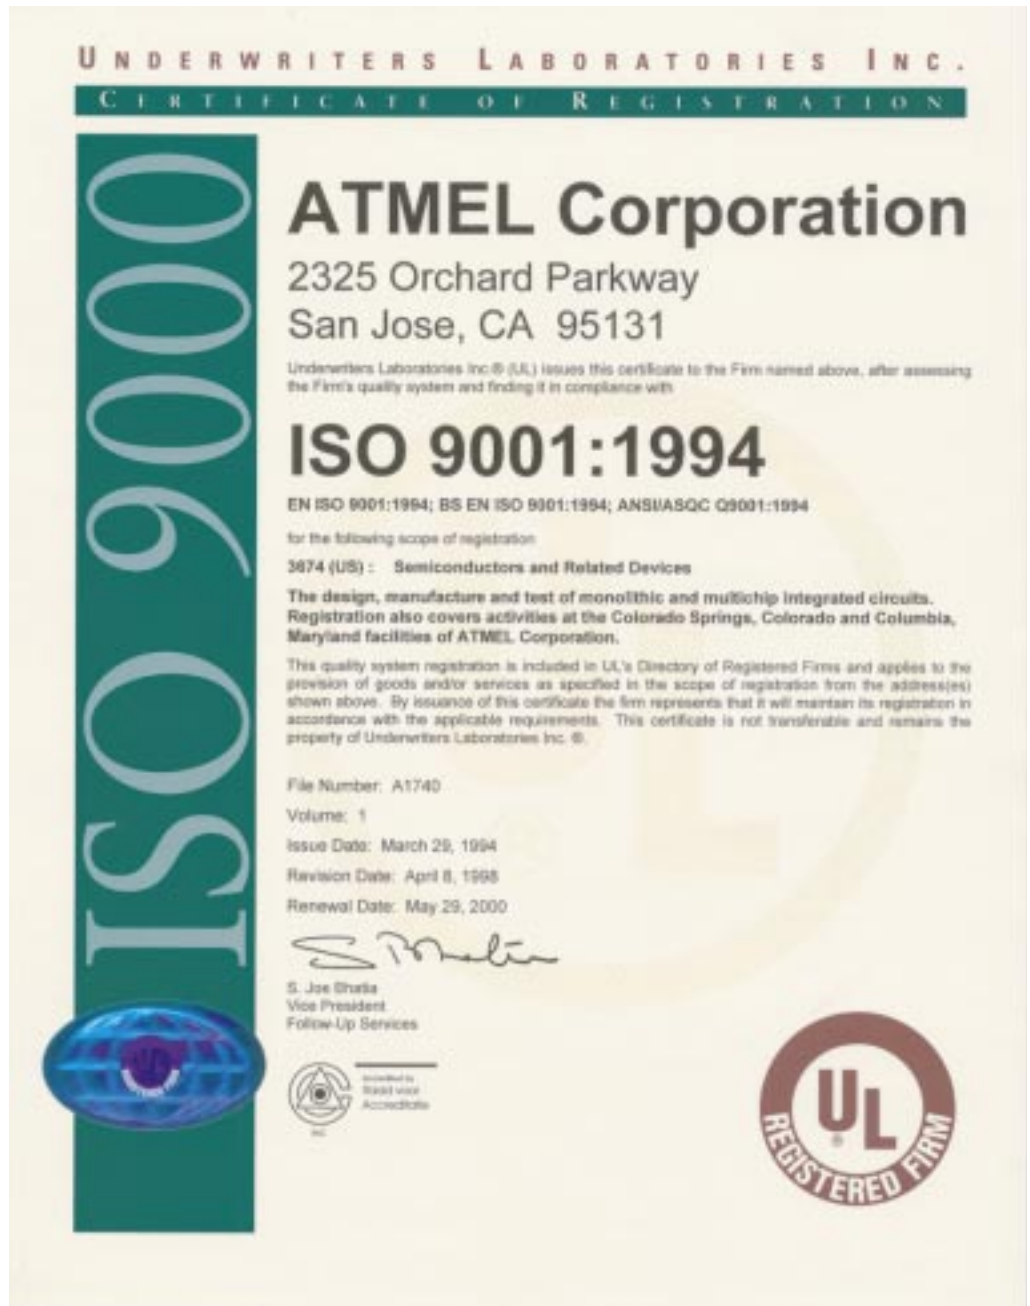 UNDERWRITERS LABORATORIES INC.
CERTIFICATE OF REGISTRATION
ISO 9000
ATMEL Corporation
2325 Orchard Parkway
San Jose, CA 95131
Underwriters Laboratories Inc.® (UL) issues this certificate to the Firm named above, after assessing
the Firm's quality system and finding it in compliance with
ISO 9001:1994
EN ISO 9001:1994; BS EN ISO 9001:1994; ANSI/ASQC Q9001:1994
for the following scope of registration
3674 (US) : Semiconductors and Related Devices
The design, manufacture and test of monolithic and multichip integrated circuits.
Registration also covers activities at the Colorado Springs, Colorado and Columbia,
Maryland facilities of ATMEL Corporation.
This quality system registration is included in UL's Directory of Registered Firms and applies to the
provision of goods and/or services as specified in the scope of registration from the address(es)
shown above. By issuance of this certificate the firm represents that it will maintain its registration in
accordance with the applicable requirements. This certificate is not transferable and remains the
property of Underwriters Laboratories Inc. ®.
File Number: A1740
Volume: 1
Issue Date: March 29, 1994
Revision Date: April 8, 1998
Renewal Date: May 29, 2000
S. Joe Bhatia
Vice President
Follow-Up Services
Accredited by
Raad voor
Accreditatie
UL
REGISTERED FIRM
UL
®
REGISTERED FIRM